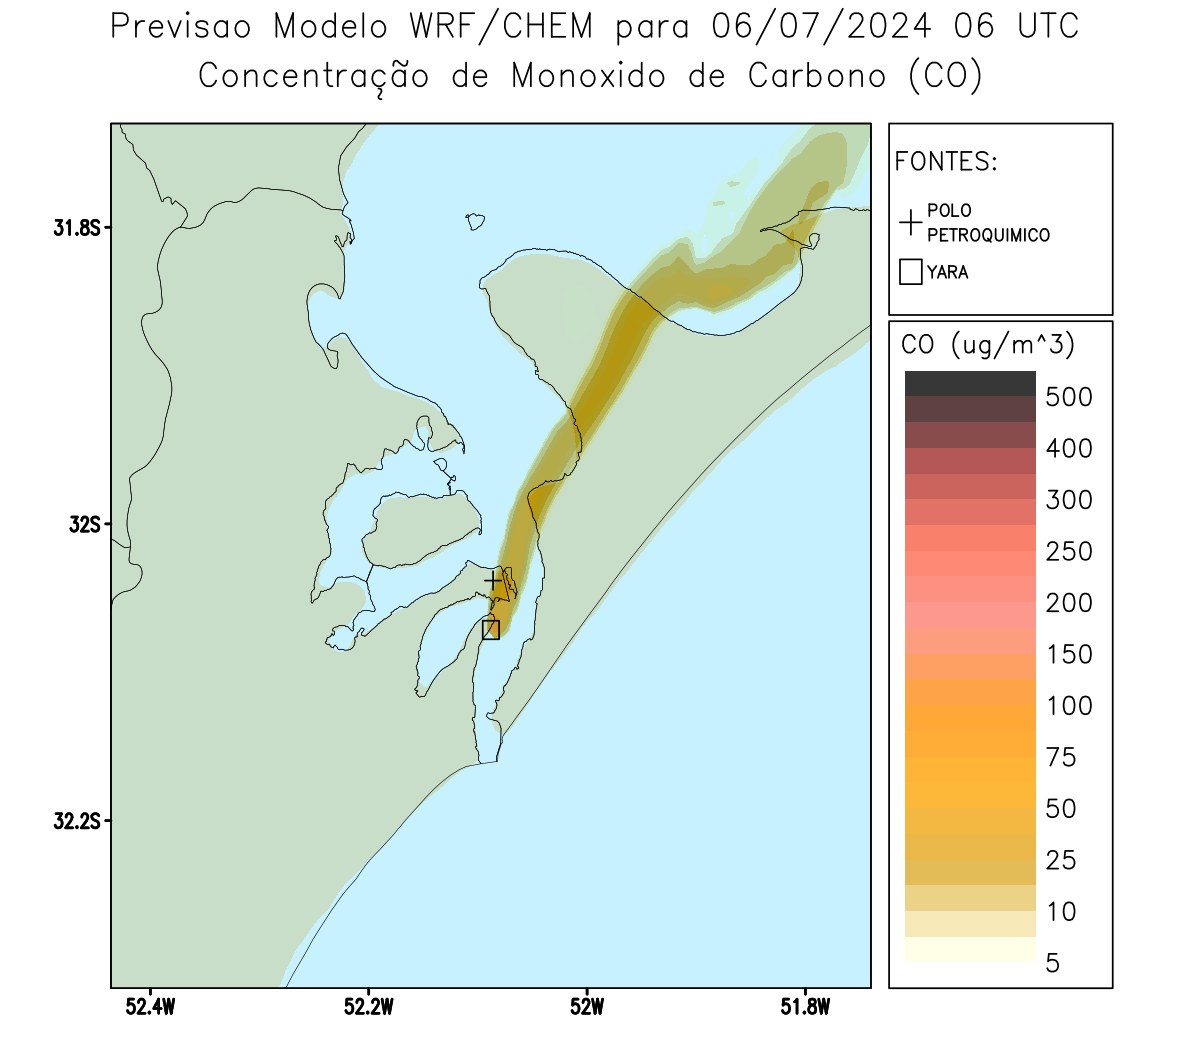 Previsao Modelo WRF/CHEM para 06/07/2024 06 UTC
Concentração de Monoxido de Carbono (CO)
FONTES:
POLO
PETROQUIMICO
YARA
CO (ug/m^3)
500
400
300
250
200
150
100
75
50
25
10
5
31.8S
32S
32.2S
52.4W
52.2W
52W
51.8W